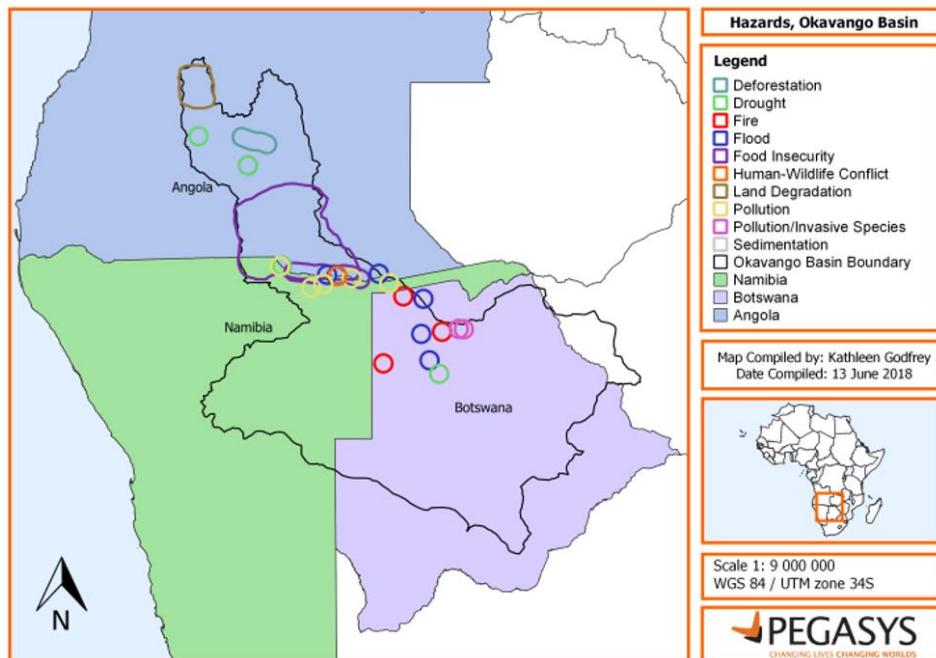 Hazards, Okavango Basin
Legend
Deforestation
Drought
Fire
Flood
Food Insecurity
Human-Wildlife Conflict
Land Degradation
Pollution
Pollution/Invasive Species
Sedimentation
Okavango Basin Boundary
Namibia
Botswana
Angola
Map Compiled by: Kathleen Godfrey
Date Compiled: 13 June 2018
Scale 1: 9 000 000
WGS 84 / UTM zone 34S
PEGASYS
CHANGING LIVES CHANGING WORLDS
Angola
Namibia
Botswana
N